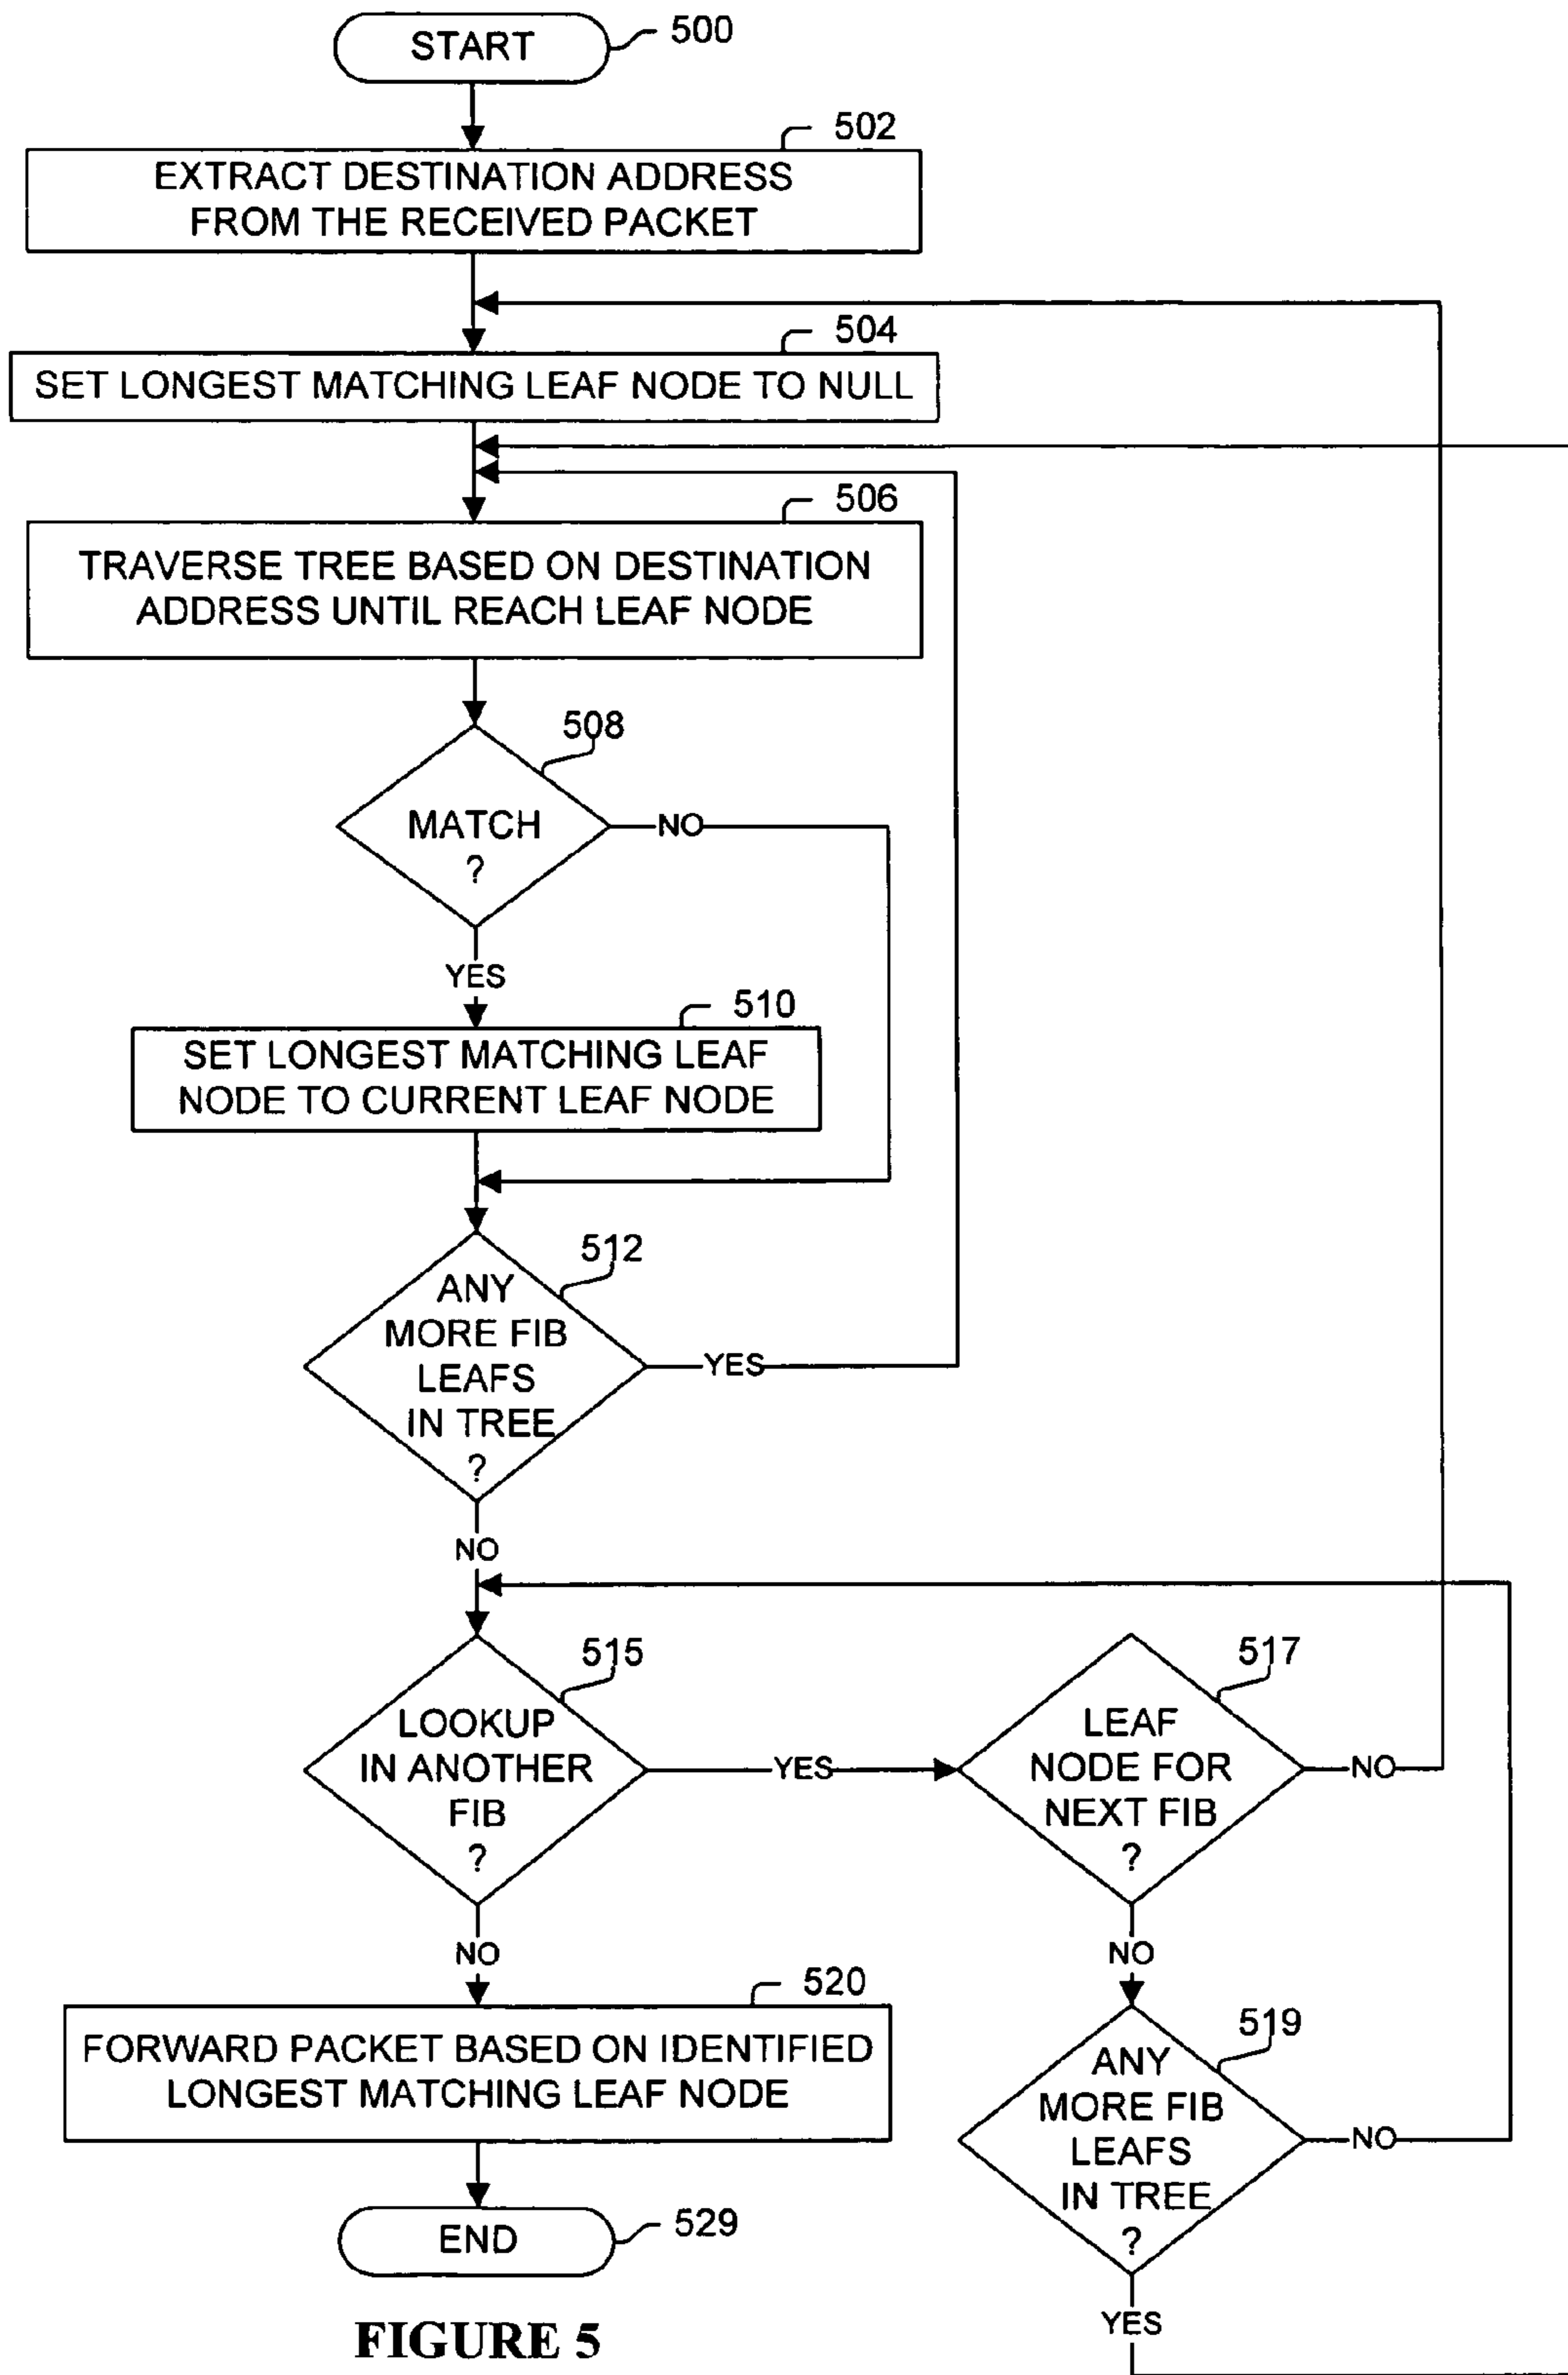 START
500
502
EXTRACT DESTINATION ADDRESS
FROM THE RECEIVED PACKET
504
SET LONGEST MATCHING LEAF NODE TO NULL
506
TRAVERSE TREE BASED ON DESTINATION
ADDRESS UNTIL REACH LEAF NODE
508
MATCH
?
NO
YES
510
SET LONGEST MATCHING LEAF
NODE TO CURRENT LEAF NODE
512
ANY
MORE FIB
LEAFS
IN TREE
?
YES
NO
515
LOOKUP
IN ANOTHER
FIB
?
YES
517
LEAF
NODE FOR
NEXT FIB
?
NO
NO
NO
520
FORWARD PACKET BASED ON IDENTIFIED
LONGEST MATCHING LEAF NODE
519
ANY
MORE FIB
LEAFS
IN TREE
?
NO
YES
END
529
FIGURE 5